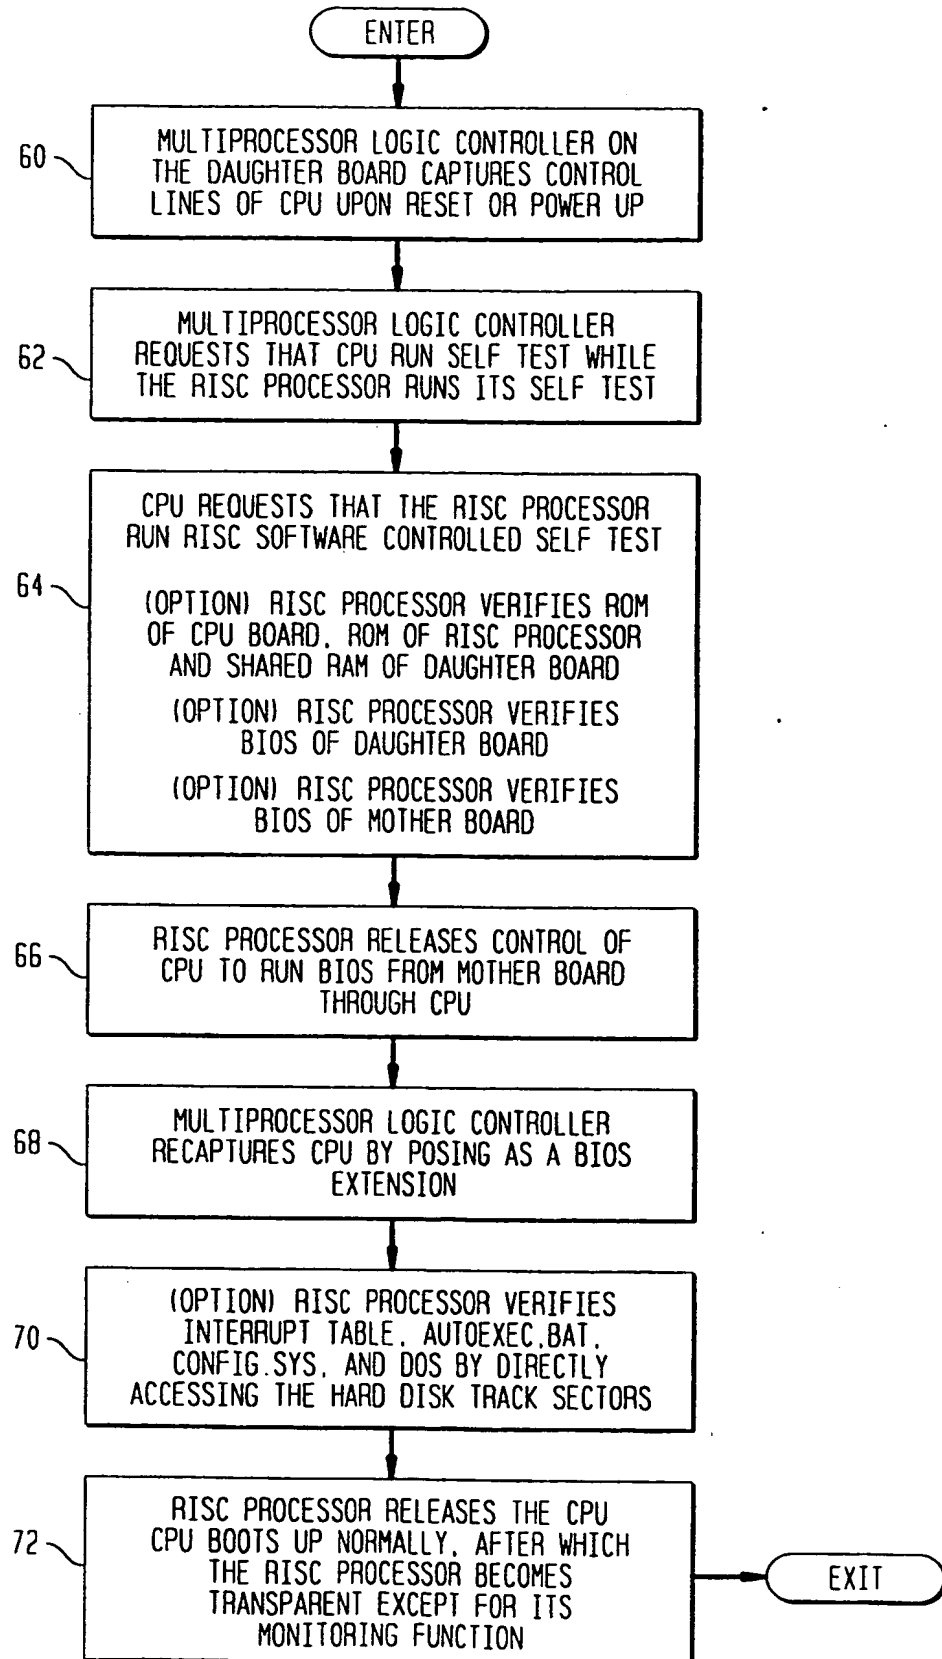 ENTER
60
MULTIPROCESSOR LOGIC CONTROLLER ON
THE DAUGHTER BOARD CAPTURES CONTROL
LINES OF CPU UPON RESET OR POWER UP
62
MULTIPROCESSOR LOGIC CONTROLLER
REQUESTS THAT CPU RUN SELF TEST WHILE
THE RISC PROCESSOR RUNS ITS SELF TEST
64
CPU REQUESTS THAT THE RISC PROCESSOR
RUN RISC SOFTWARE CONTROLLED SELF TEST
(OPTION) RISC PROCESSOR VERIFIES ROM
OF CPU BOARD, ROM OF RISC PROCESSOR
AND SHARED RAM OF DAUGHTER BOARD
(OPTION) RISC PROCESSOR VERIFIES
BIOS OF DAUGHTER BOARD
(OPTION) RISC PROCESSOR VERIFIES
BIOS OF MOTHER BOARD
66
RISC PROCESSOR RELEASES CONTROL OF
CPU TO RUN BIOS FROM MOTHER BOARD
THROUGH CPU
68
MULTIPROCESSOR LOGIC CONTROLLER
RECAPTURES CPU BY POSING AS A BIOS
EXTENSION
70
(OPTION) RISC PROCESSOR VERIFIES
INTERRUPT TABLE, AUTOEXEC.BAT,
CONFIG.SYS, AND DOS BY DIRECTLY
ACCESSING THE HARD DISK TRACK SECTORS
72
RISC PROCESSOR RELEASES THE CPU
CPU BOOTS UP NORMALLY, AFTER WHICH
THE RISC PROCESSOR BECOMES
TRANSPARENT EXCEPT FOR ITS
MONITORING FUNCTION
EXIT